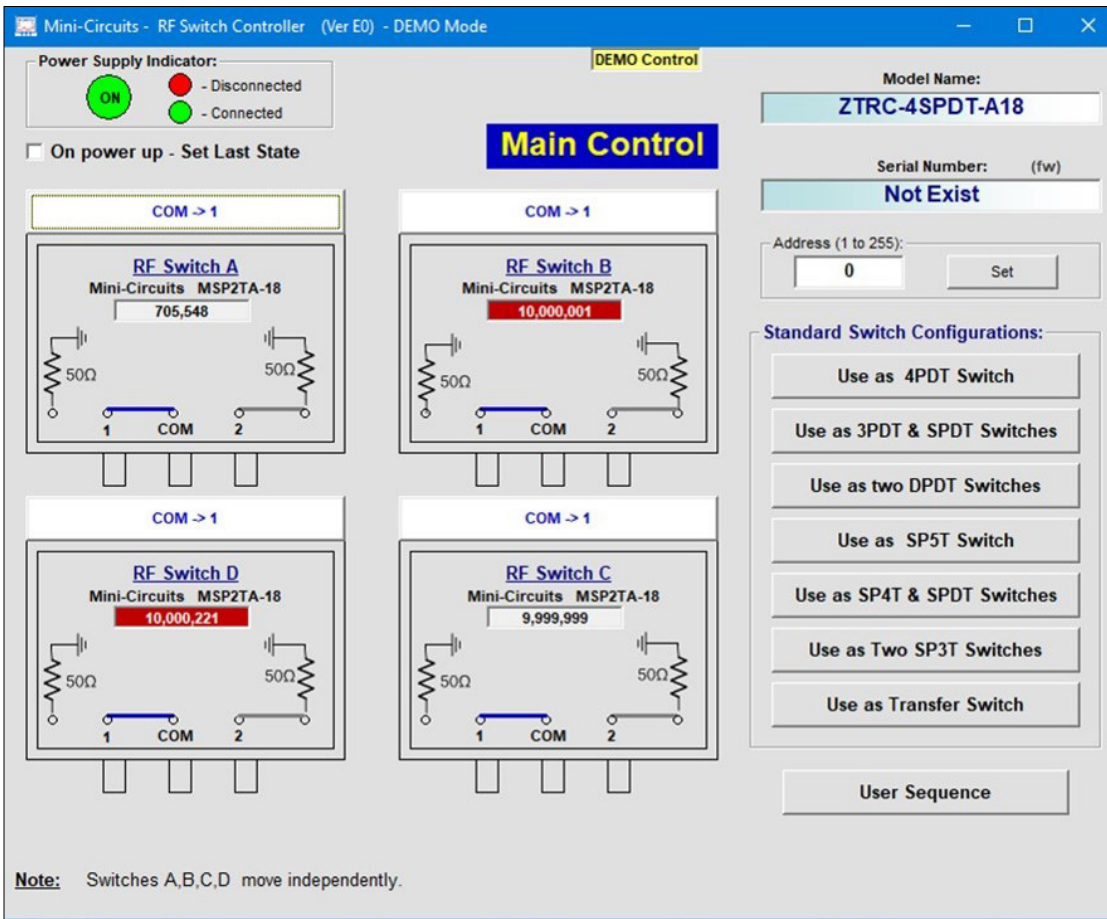 Mini-Circuits - RF Switch Controller (Ver E0) - DEMO Mode
Power Supply Indicator:
ON
- Disconnected
- Connected
DEMO Control
Model Name:
ZTRC-4SPDT-A18
On power up - Set Last State
Main Control
Serial Number: (fw)
Not Exist
Address (1 to 255):
0
Set
COM -> 1
RF Switch A
Mini-Circuits MSP2TA-18
705,548
50Ω
50Ω
1 COM 2
COM -> 1
RF Switch B
Mini-Circuits MSP2TA-18
10,000,001
50Ω
50Ω
1 COM 2
COM -> 1
RF Switch D
Mini-Circuits MSP2TA-18
10,000,221
50Ω
50Ω
1 COM 2
COM -> 1
RF Switch C
Mini-Circuits MSP2TA-18
9,999,999
50Ω
50Ω
1 COM 2
Standard Switch Configurations:
Use as 4PDT Switch
Use as 3PDT & SPDT Switches
Use as two DPDT Switches
Use as SP5T Switch
Use as SP4T & SPDT Switches
Use as Two SP3T Switches
Use as Transfer Switch
User Sequence
Note: Switches A,B,C,D move independently.